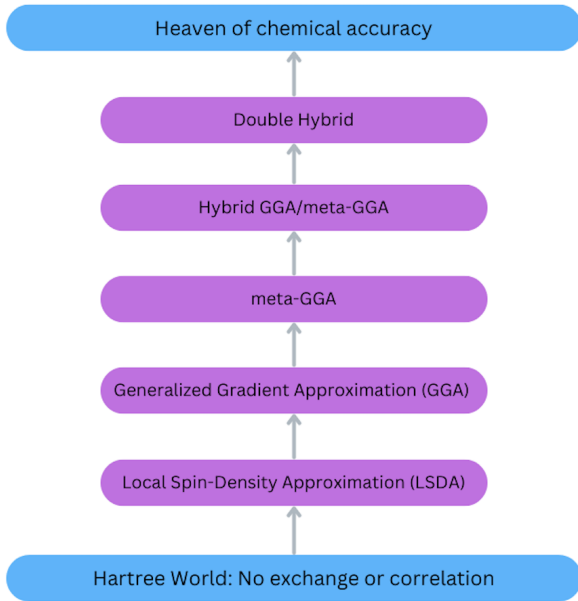 Heaven of chemical accuracy
Double Hybrid
Hybrid GGA/meta-GGA
meta-GGA
Generalized Gradient Approximation (GGA)
Local Spin-Density Approximation (LSDA)
Hartree World: No exchange or correlation